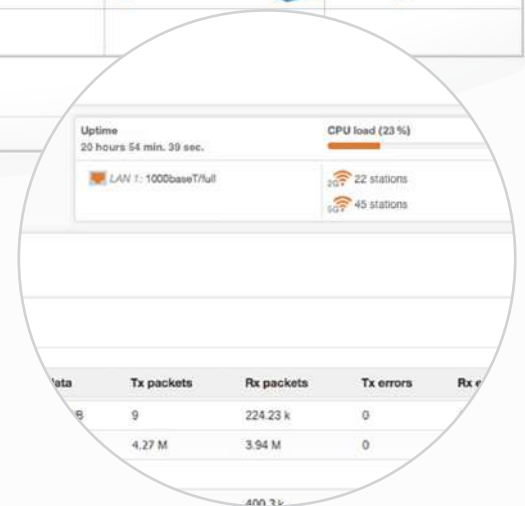 Uptime
20 hours 54 min. 39 sec.
CPU load (23 %)
LAN 1: 1000baseT/full
2G 22 stations
5G 45 stations
Tx packets Rx packets Tx errors
9 224.23 k 0
4.27 M 3.94 M 0